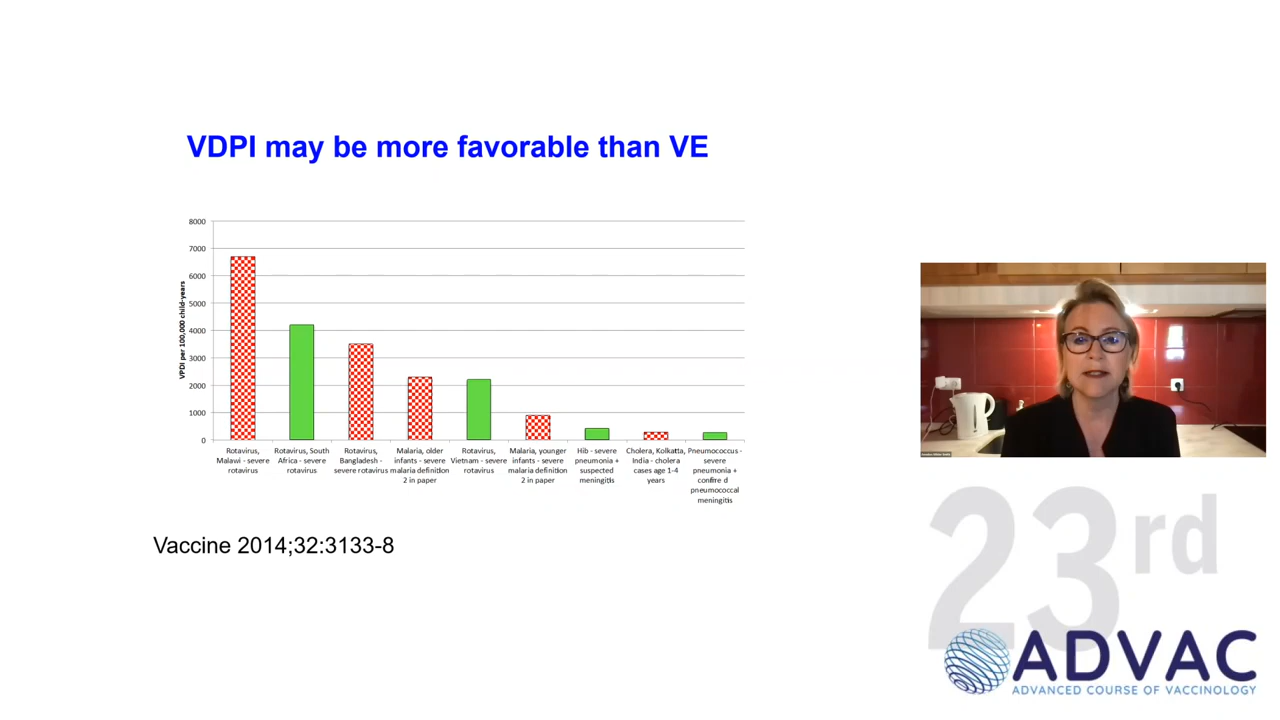 VDPI may be more favorable than VE
8000
7000
6000
5000
4000
3000
2000
1000
0
VPDI per 100,000 child-years
Rotavirus,
Malawi - severe
rotavirus
Rotavirus, South
Africa - severe
rotavirus
Rotavirus,
Bangladesh -
severe rotavirus
Malaria, older
infants - severe
malaria definition
2 in paper
Rotavirus,
Vietnam - severe
rotavirus
Malaria, younger
infants - severe
malaria definition
2 in paper
Hib - severe
pneumonia +
suspected
meningitis
Cholera, Kolkatta,
India - cholera
cases age 1-4
years
Pneumococcus -
severe
pneumonia +
confire d
pneumococcal
meningitis
Vaccine 2014;32:3133-8
23rd
ADVAC
ADVANCED COURSE OF VACCINOLOGY